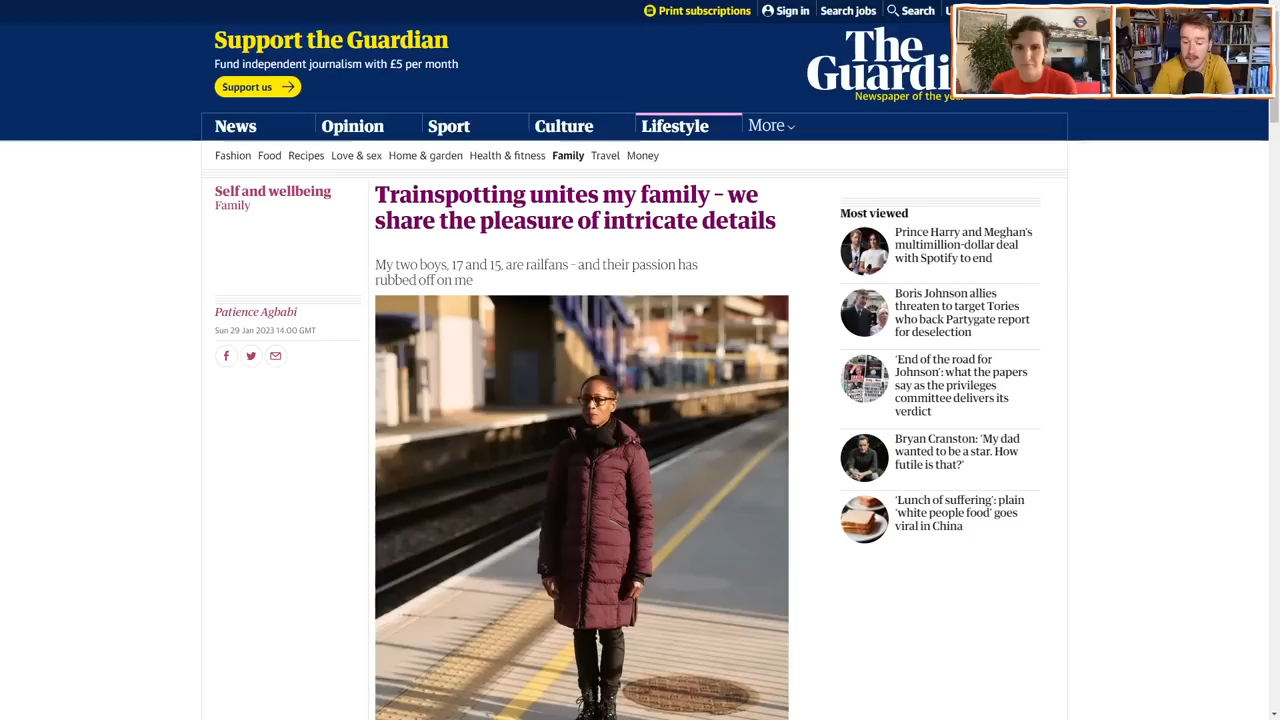 Print subscriptions
Sign in
Search jobs
Search
Support the Guardian
Fund independent journalism with £5 per month
Support us
The
Guardi
Newspaper of the ye
News
Opinion
Sport
Culture
Lifestyle
More
Fashion
Food
Recipes
Love & sex
Home & garden
Health & fitness
Family
Travel
Money
Self and wellbeing
Family
Trainspotting unites my family – we
share the pleasure of intricate details
My two boys, 17 and 15, are railfans – and their passion has
rubbed off on me
Patience Agbabi
Sun 29 Jan 2023 14.00 GMT
Most viewed
Prince Harry and Meghan's
multimillion-dollar deal
with Spotify to end
Boris Johnson allies
threaten to target Tories
who back Partygate report
for deselection
'End of the road for
Johnson': what the papers
say as the privileges
committee delivers its
verdict
Bryan Cranston: 'My dad
wanted to be a star. How
futile is that?'
'Lunch of suffering': plain
'white people food' goes
viral in China